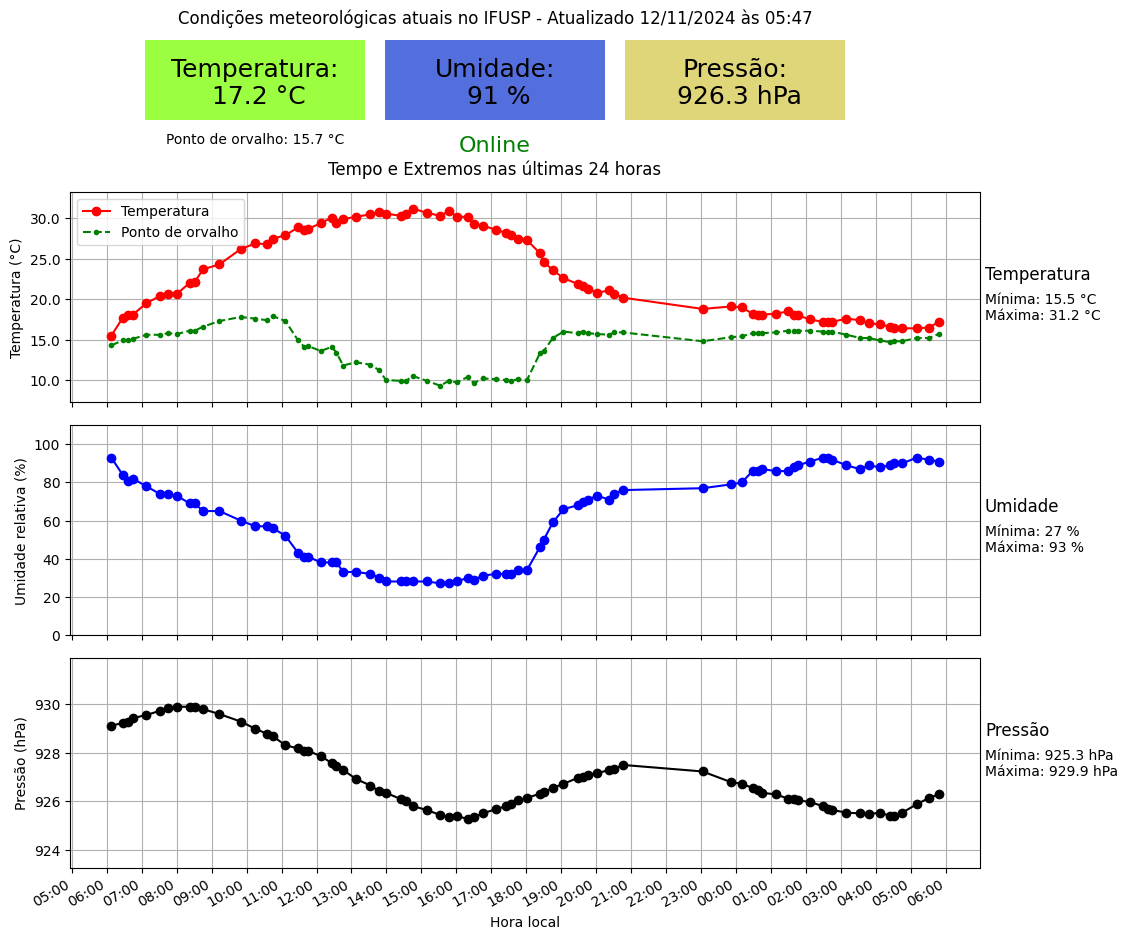 Condições meteorológicas atuais no IFUSP - Atualizado 12/11/2024 às 05:47
Temperatura:
17.2 °C
Umidade:
91 %
Pressão:
926.3 hPa
Ponto de orvalho: 15.7 °C
Online
Tempo e Extremos nas últimas 24 horas
Temperatura (°C)
30.0
25.0
20.0
15.0
10.0
Temperatura
Ponto de orvalho
Temperatura
Mínima: 15.5 °C
Máxima: 31.2 °C
Umidade relativa (%)
100
80
60
40
20
0
Umidade
Mínima: 27 %
Máxima: 93 %
Pressão (hPa)
930
928
926
924
Pressão
Mínima: 925.3 hPa
Máxima: 929.9 hPa
05:00 06:00 07:00 08:00 09:00 10:00 11:00 12:00 13:00 14:00 15:00 16:00 17:00 18:00 19:00 20:00 21:00 22:00 23:00 00:00 01:00 02:00 03:00 04:00 05:00 06:00
Hora local